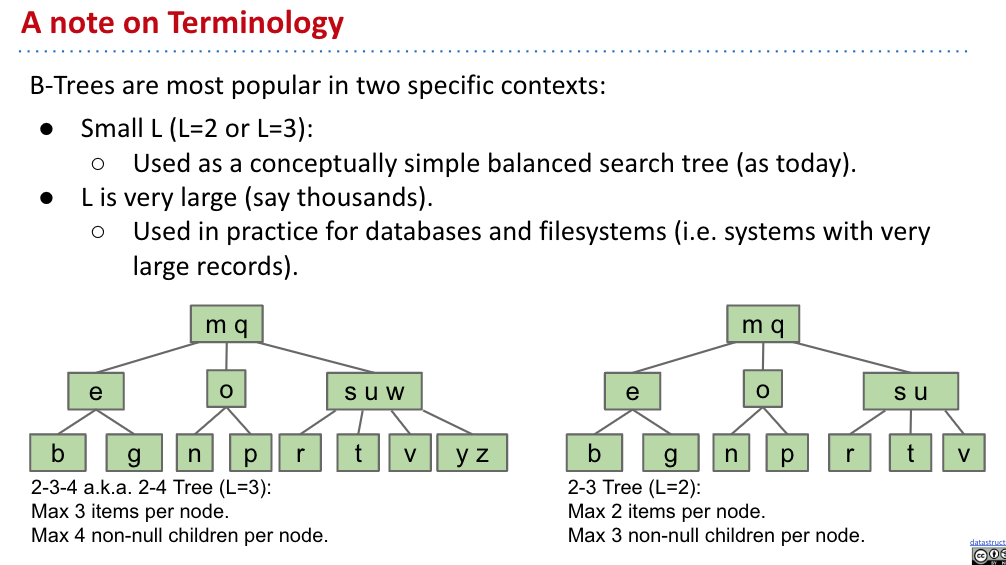 A note on Terminology
B-Trees are most popular in two specific contexts:
● Small L (L=2 or L=3):
○ Used as a conceptually simple balanced search tree (as today).
● L is very large (say thousands).
○ Used in practice for databases and filesystems (i.e. systems with very
large records).
m q
e o s u w
b g n p r t v y z
2-3-4 a.k.a. 2-4 Tree (L=3):
Max 3 items per node.
Max 4 non-null children per node.
m q
e o s u
b g n p r t v
2-3 Tree (L=2):
Max 2 items per node.
Max 3 non-null children per node.
datastruct
cc